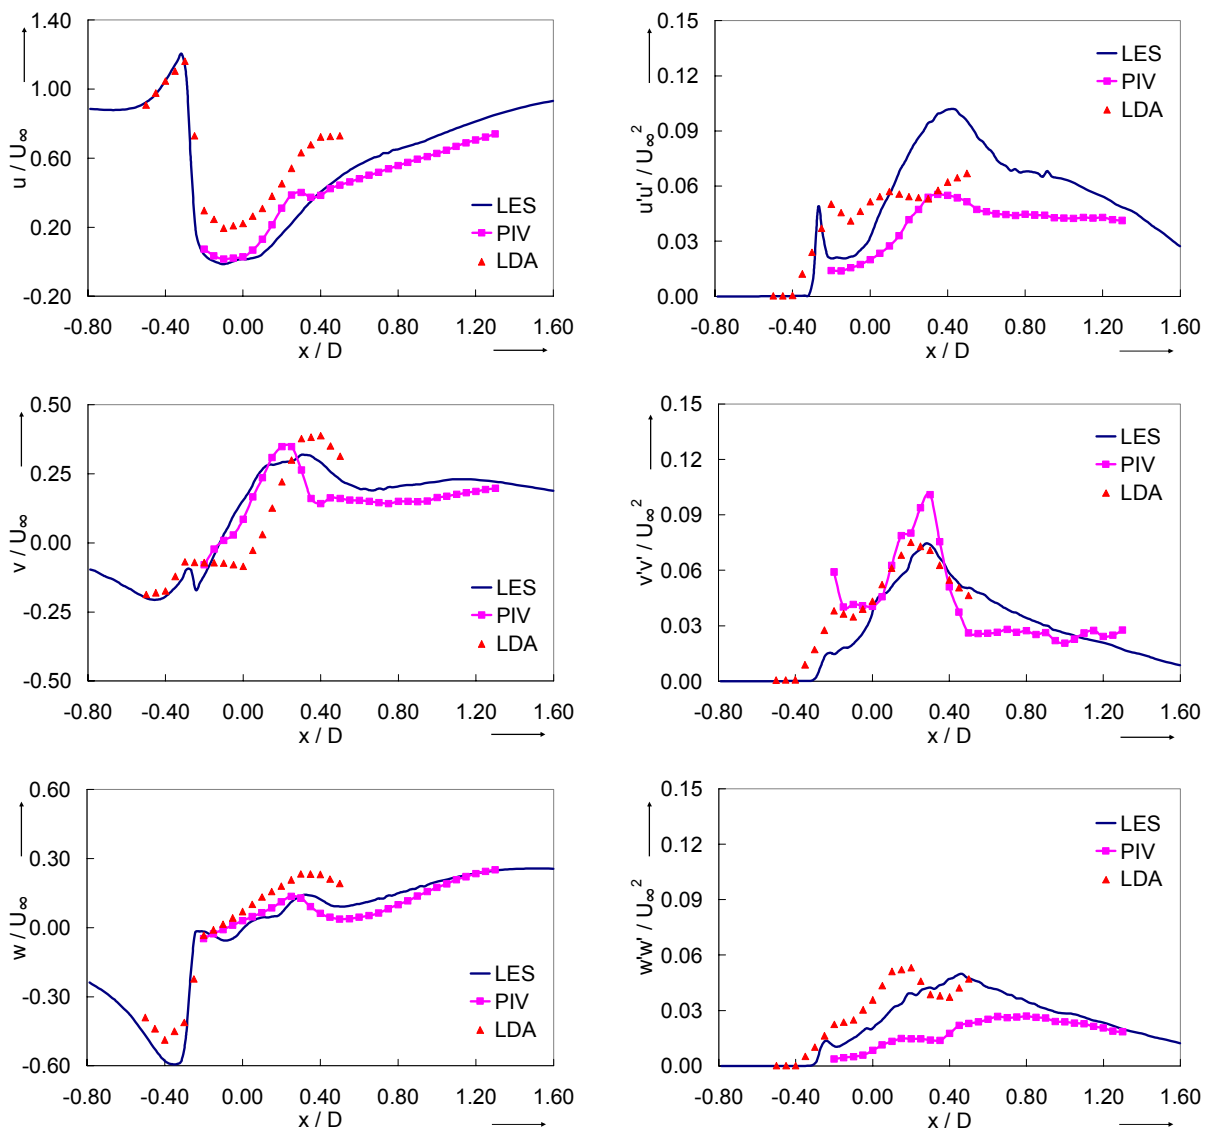 1.40
1.00
0.60
0.20
-0.20
u / U∞
-0.80 -0.40 0.00 0.40 0.80 1.20 1.60
x / D
LES
PIV
LDA
0.15
0.12
0.09
0.06
0.03
0.00
u'u' / U∞²
-0.80 -0.40 0.00 0.40 0.80 1.20 1.60
x / D
LES
PIV
LDA
0.50
0.25
0.00
-0.25
-0.50
v / U∞
-0.80 -0.40 0.00 0.40 0.80 1.20 1.60
x / D
LES
PIV
LDA
0.15
0.12
0.09
0.06
0.03
0.00
v'v' / U∞²
-0.80 -0.40 0.00 0.40 0.80 1.20 1.60
x / D
LES
PIV
LDA
0.60
0.30
0.00
-0.30
-0.60
w / U∞
-0.80 -0.40 0.00 0.40 0.80 1.20 1.60
x / D
LES
PIV
LDA
0.15
0.12
0.09
0.06
0.03
0.00
w'w' / U∞²
-0.80 -0.40 0.00 0.40 0.80 1.20 1.60
x / D
LES
PIV
LDA